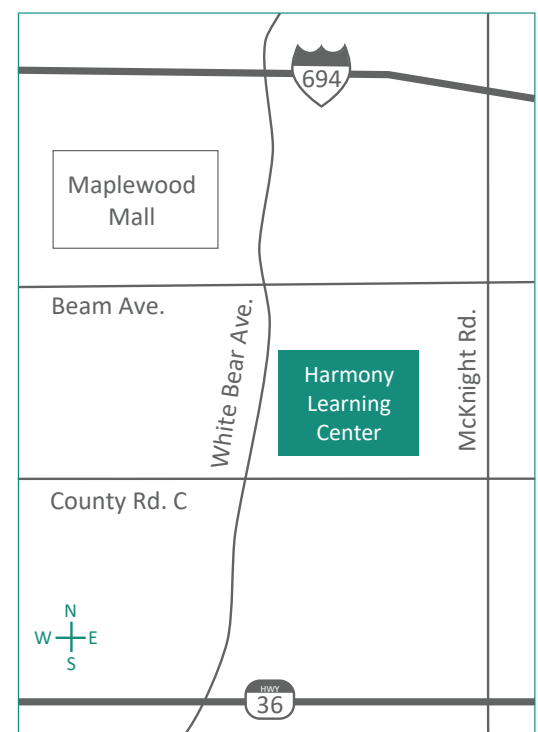 694
Maplewood
Mall
Beam Ave.
White Bear Ave.
Harmony
Learning
Center
McKnight Rd.
County Rd. C
N
W E
S
HWY
36